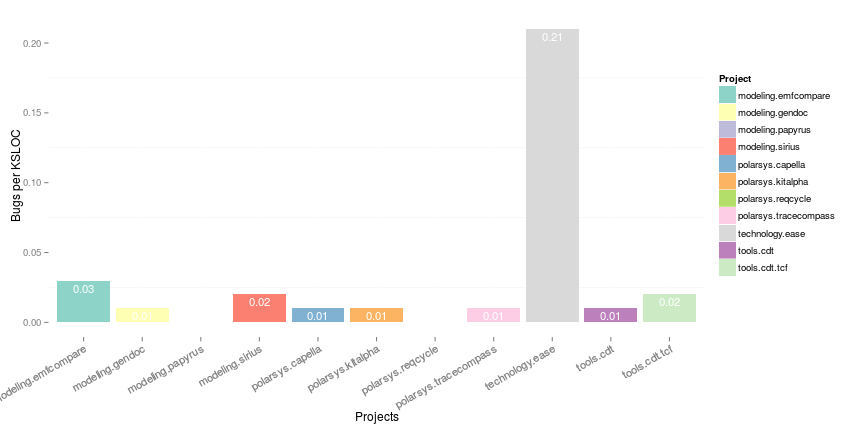 Bugs per KSLOC
0.20
0.15
0.10
0.05
0.00
0.03
0.01
0.02
0.01
0.01
0.01
0.21
0.01
0.02
modeling.emfcompare
modeling.gendoc
modeling.papyrus
modeling.sirius
polarsys.capella
polarsys.kitalpha
polarsys.reqcycle
polarsys.tracecompass
technology.ease
tools.cdt
tools.cdt.tcf
Projects
Project
modeling.emfcompare
modeling.gendoc
modeling.papyrus
modeling.sirius
polarsys.capella
polarsys.kitalpha
polarsys.reqcycle
polarsys.tracecompass
technology.ease
tools.cdt
tools.cdt.tcf